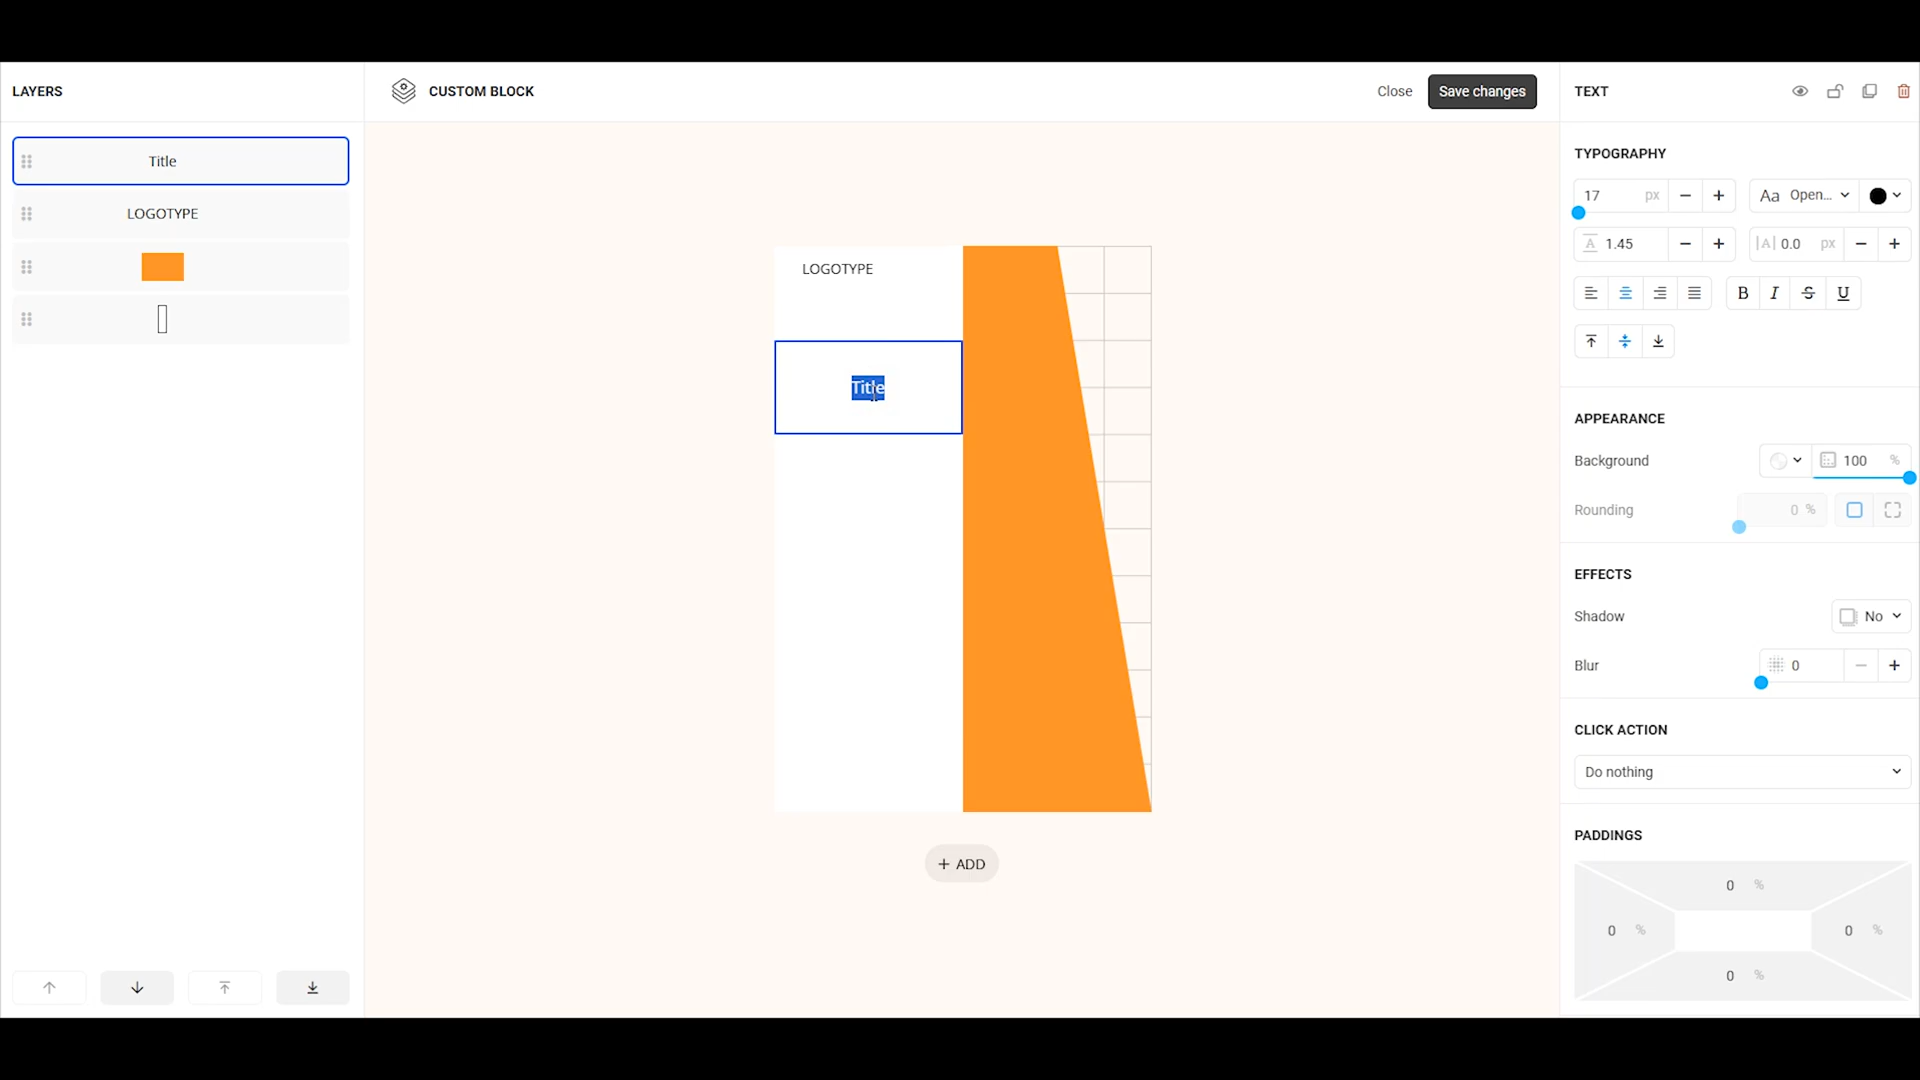 LAYERS
CUSTOM BLOCK
Close
Save changes
TEXT
Title
LOGOTYPE
LOGOTYPE
Title
+ ADD
TYPOGRAPHY
17 px
Aa Open...
A 1.45
|A| 0.0 px
B I S U
APPEARANCE
Background
100 %
Rounding
0 %
EFFECTS
Shadow
No
Blur
0
CLICK ACTION
Do nothing
PADDINGS
0 %
0 %
0 %
0 %